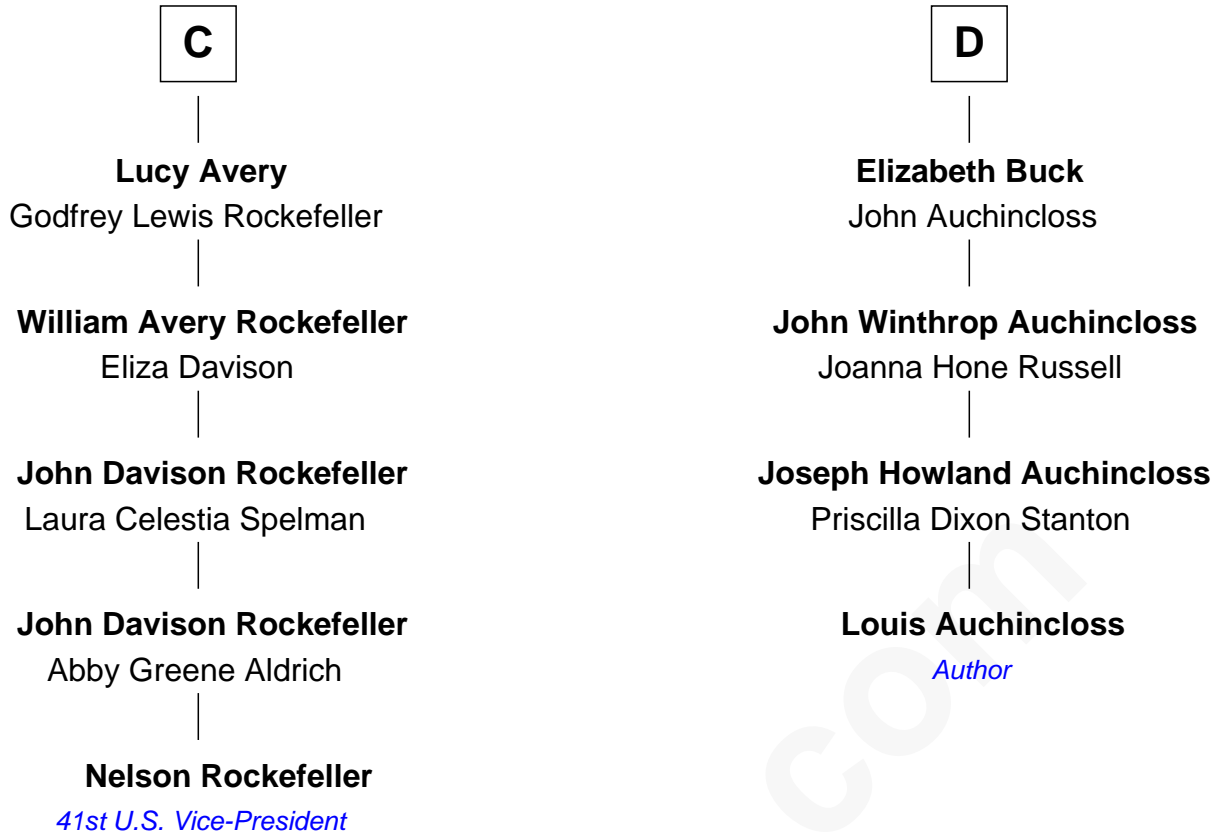 C
Lucy Avery
Godfrey Lewis Rockefeller
William Avery Rockefeller
Eliza Davison
John Davison Rockefeller
Laura Celestia Spelman
John Davison Rockefeller
Abby Greene Aldrich
Nelson Rockefeller
41st U.S. Vice-President
D
Elizabeth Buck
John Auchincloss
John Winthrop Auchincloss
Joanna Hone Russell
Joseph Howland Auchincloss
Priscilla Dixon Stanton
Louis Auchincloss
Author
com